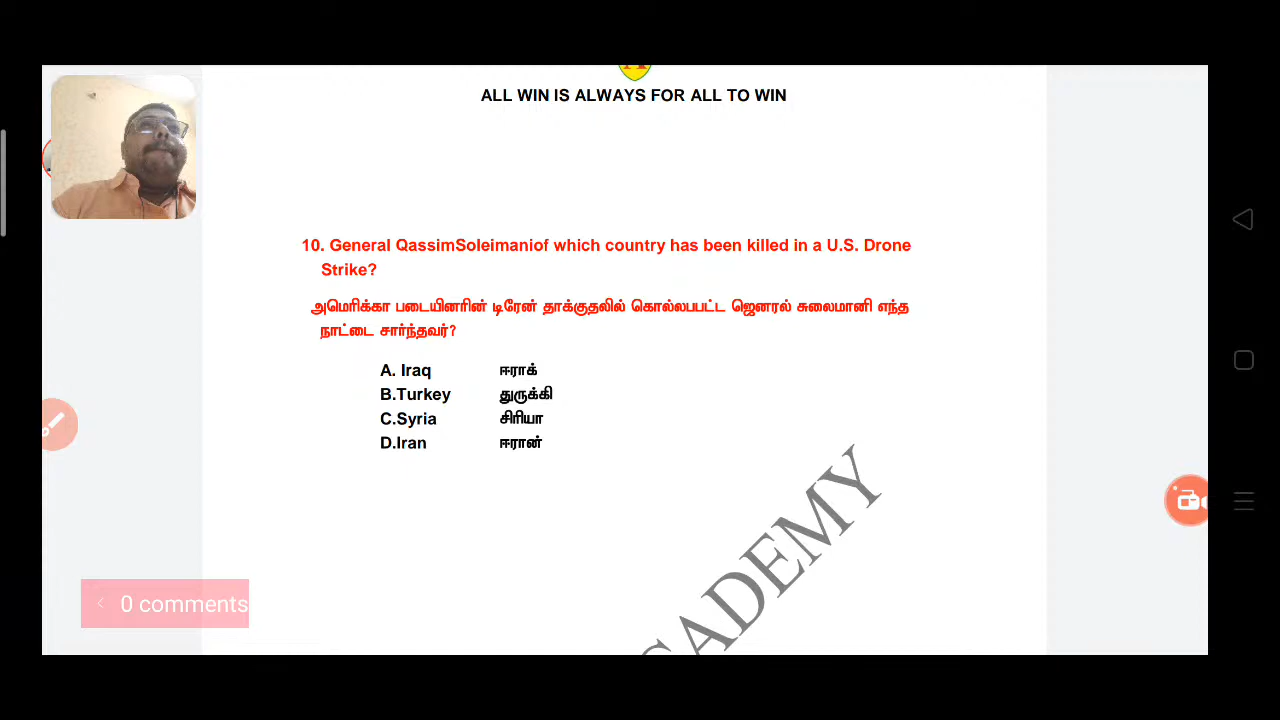 ALL WIN IS ALWAYS FOR ALL TO WIN
10. General QassimSoleimaniof which country has been killed in a U.S. Drone
Strike?
அமெரிக்கா படையினரின் டிரேன் தாக்குதலில் கொல்லபபட்ட ஜெனரல் சுலைமானி எந்த
நாட்டை சார்ந்தவர்?
A. Iraq ஈராக்
B.Turkey துருக்கி
C.Syria சிரியா
D.Iran ஈரான்
CADEMY
0 comments